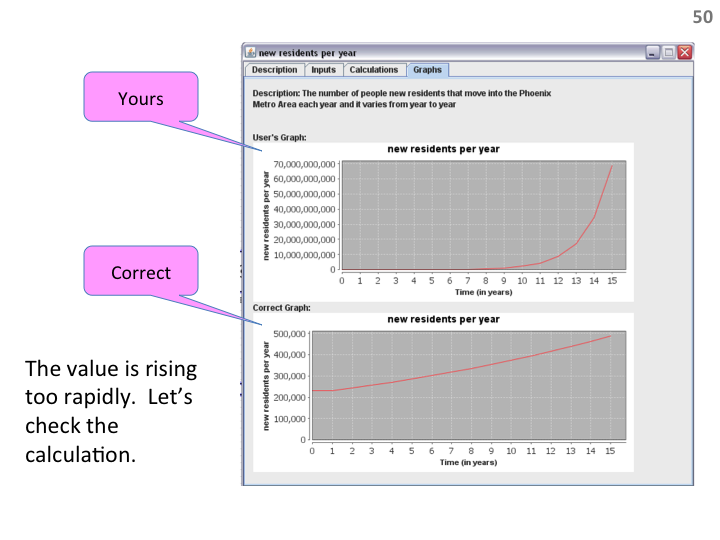 50
new residents per year
Description Inputs Calculations Graphs
Description: The number of people new residents that move into the Phoenix
Metro Area each year and it varies from year to year
Yours
User's Graph:
new residents per year
70,000,000,000
60,000,000,000
50,000,000,000
40,000,000,000
30,000,000,000
20,000,000,000
10,000,000,000
0
new residents per year
0 1 2 3 4 5 6 7 8 9 10 11 12 13 14 15
Time (in years)
Correct
Correct Graph:
new residents per year
500,000
400,000
300,000
200,000
100,000
0
new residents per year
0 1 2 3 4 5 6 7 8 9 10 11 12 13 14 15
Time (in years)
The value is rising
too rapidly. Let’s
check the
calculation.